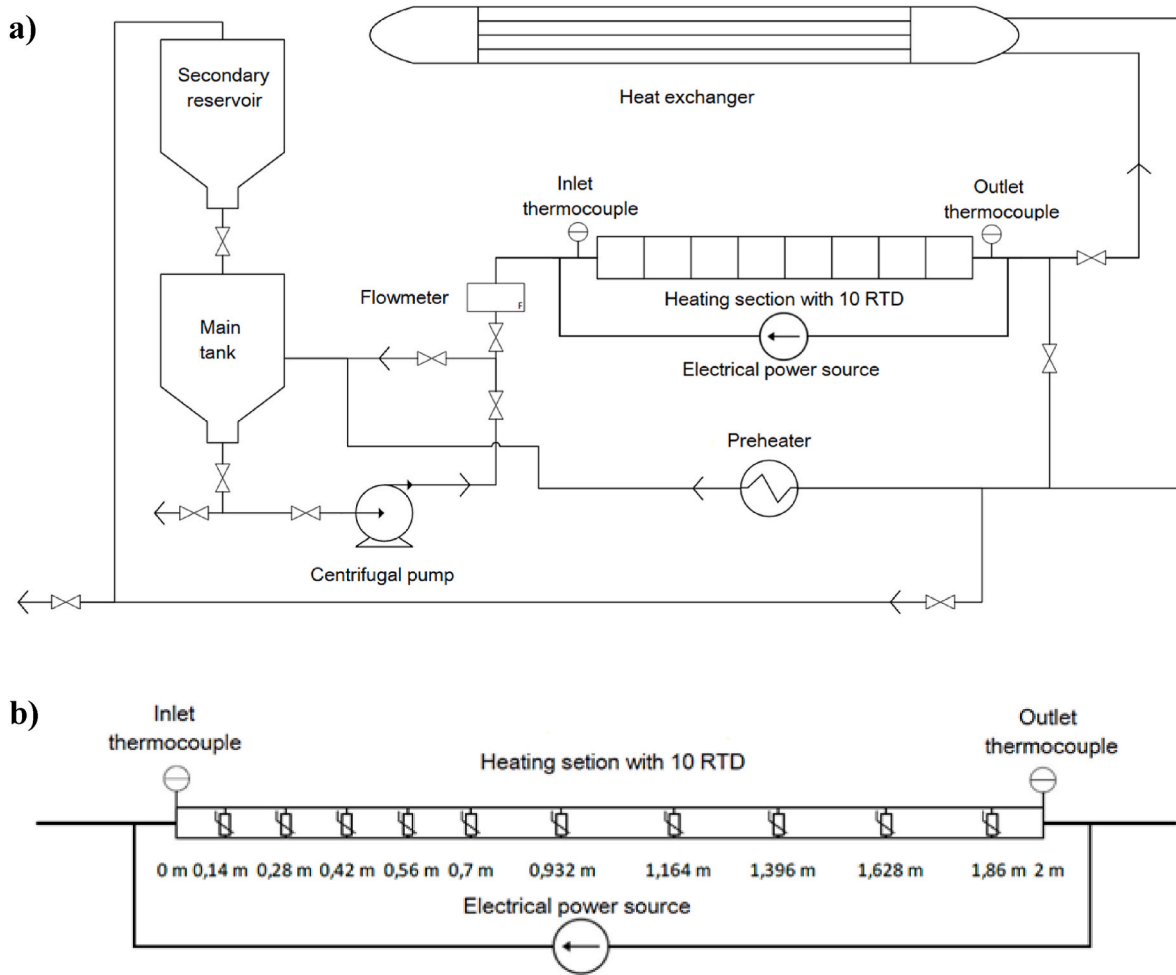 a)
Secondary
reservoir
Heat exchanger
Inlet
thermocouple
Outlet
thermocouple
Flowmeter
F
Heating section with 10 RTD
Main
tank
Electrical power source
Preheater
Centrifugal pump
b)
Inlet
thermocouple
Outlet
thermocouple
Heating setion with 10 RTD
0 m 0,14 m 0,28 m 0,42 m 0,56 m 0,7 m 0,932 m 1,164 m 1,396 m 1,628 m 1,86 m 2 m
Electrical power source